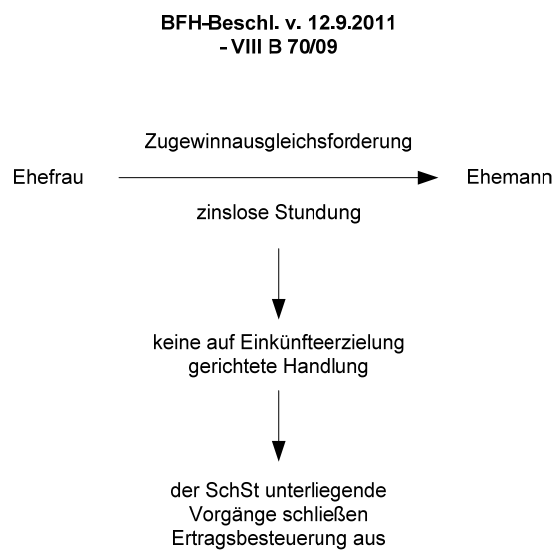 BFH-Beschl. v. 12.9.2011
- VIII B 70/09
Zugewinnausgleichsforderung
Ehefrau
Ehemann
zinslose Stundung
keine auf Einkünfteerzielung
gerichtete Handlung
der SchSt unterliegende
Vorgänge schließen
Ertragsbesteuerung aus